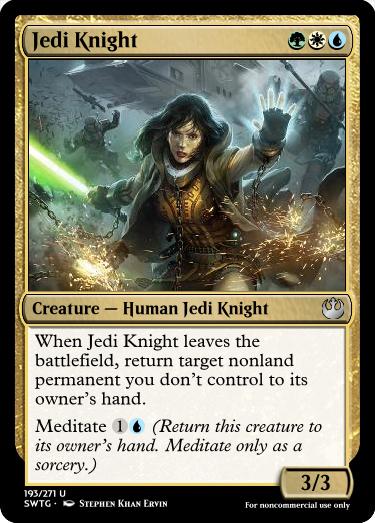 Jedi Knight
Creature — Human Jedi Knight
When Jedi Knight leaves the
battlefield, return target nonland
permanent you don't control to its
owner's hand.
Meditate 1 (Return this creature to
its owner's hand. Meditate only as a
sorcery.)
3/3
193/271 U
SWTG · Stephen Khan Ervin
For noncommercial use only.